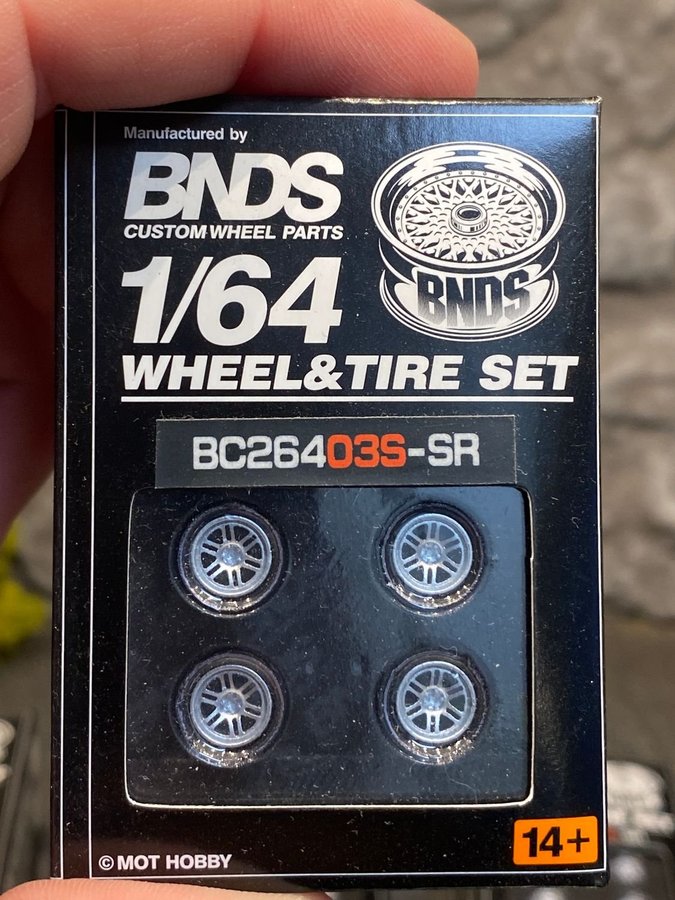 Manufactured by
BNDS
CUSTOM WHEEL PARTS
BNDS
1/64
WHEEL&TIRE SET
BC26403S-SR
14+
© MOT HOBBY